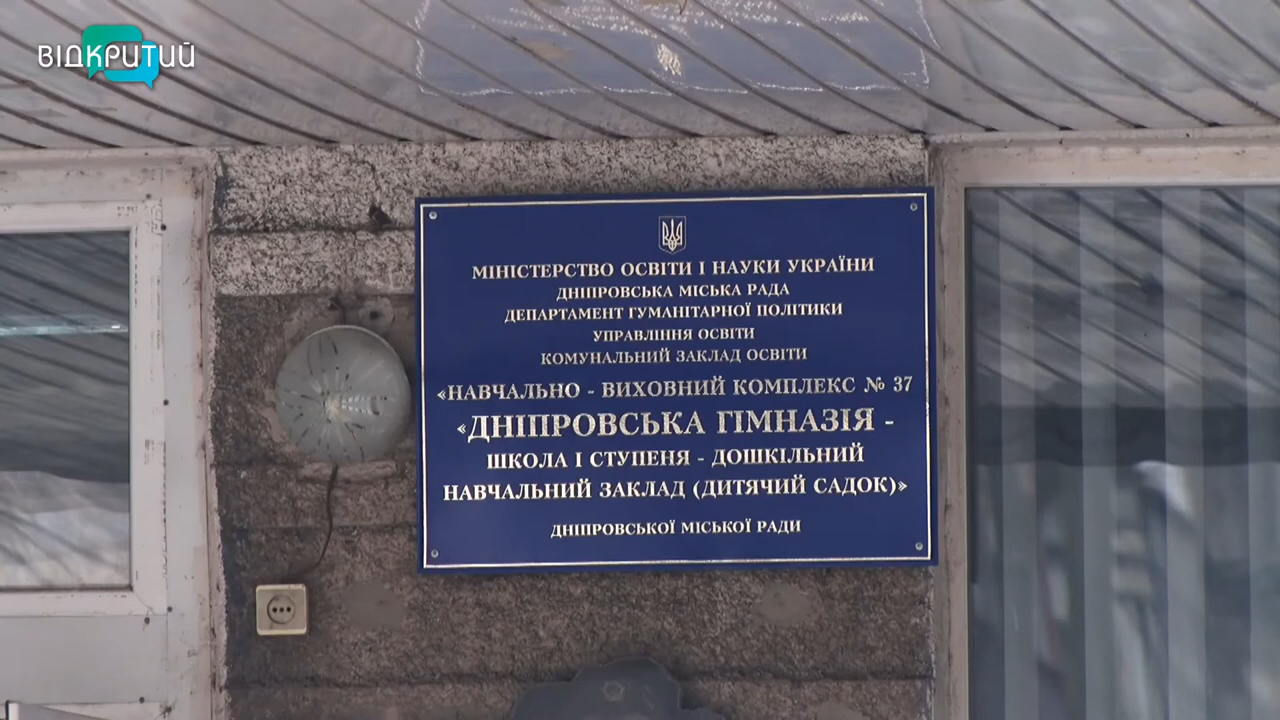 ВІДКРИТИЙ
МІНІСТЕРСТВО ОСВІТИ І НАУКИ УКРАЇНИ
ДНІПРОВСЬКА МІСЬКА РАДА
ДЕПАРТАМЕНТ ГУМАНІТАРНОЇ ПОЛІТИКИ
УПРАВЛІННЯ ОСВІТИ
КОМУНАЛЬНИЙ ЗАКЛАД ОСВІТИ
«НАВЧАЛЬНО - ВИХОВНИЙ КОМПЛЕКС № 37
«ДНІПРОВСЬКА ГІМНАЗІЯ -
ШКОЛА І СТУПЕНЯ - ДОШКІЛЬНИЙ
НАВЧАЛЬНИЙ ЗАКЛАД (ДИТЯЧИЙ САДОК)»
ДНІПРОВСЬКОЇ МІСЬКОЇ РАДИ